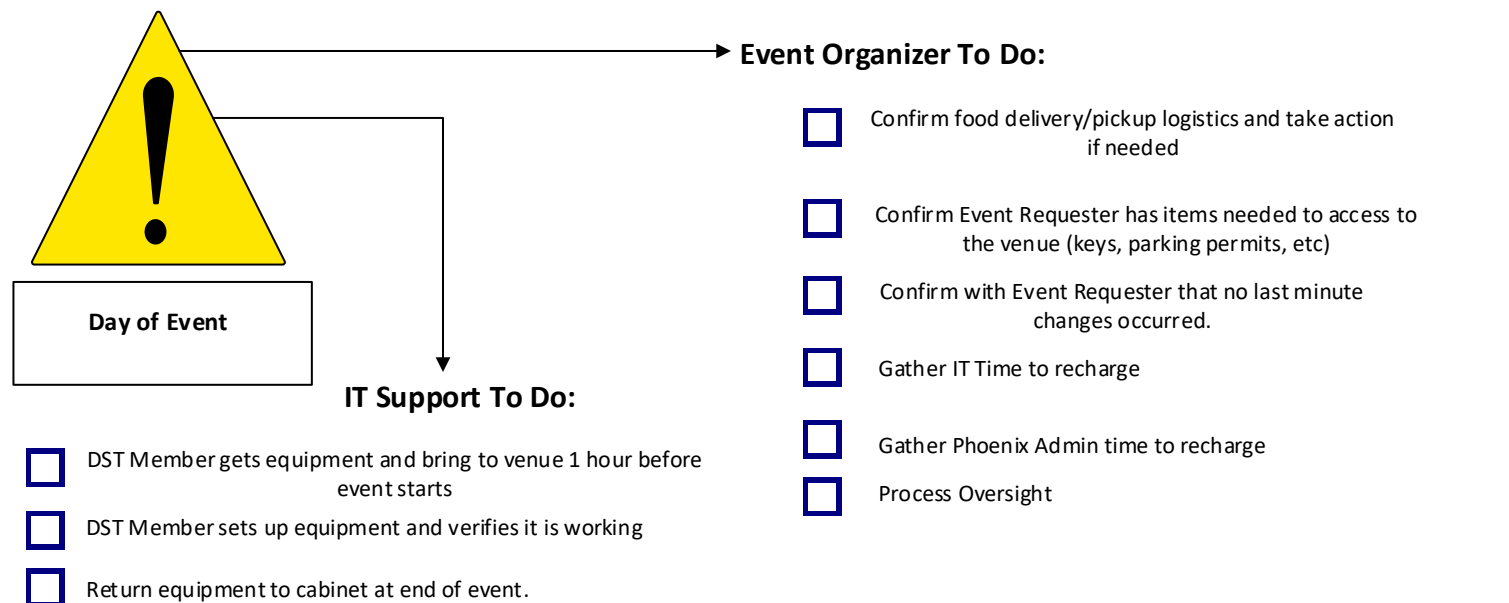 Event Organizer To Do:
Confirm food delivery/pickup logistics and take action
if needed
Confirm Event Requester has items needed to access to
the venue (keys, parking permits, etc)
Confirm with Event Requester that no last minute
changes occurred.
Gather IT Time to recharge
Gather Phoenix Admin time to recharge
Process Oversight
!
Day of Event
IT Support To Do:
DST Member gets equipment and bring to venue 1 hour before
event starts
DST Member sets up equipment and verifies it is working
Return equipment to cabinet at end of event.